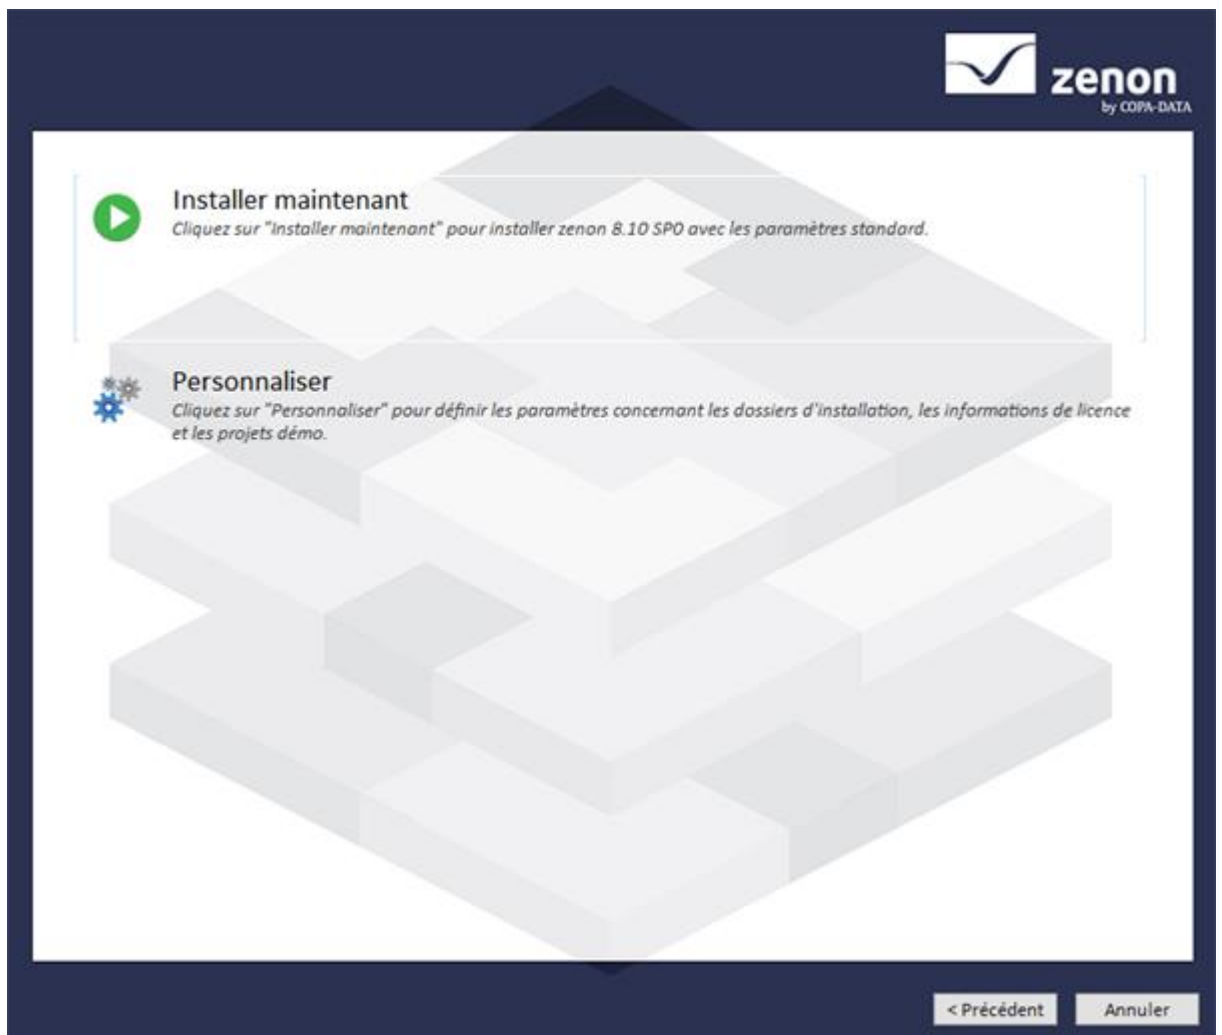 zenon
by COPA-DATA
Installer maintenant
Cliquez sur "Installer maintenant" pour installer zenon 8.10 SP0 avec les paramètres standard.
Personnaliser
Cliquez sur "Personnaliser" pour définir les paramètres concernant les dossiers d'installation, les informations de licence
et les projets démo.
< Précédent
Annuler